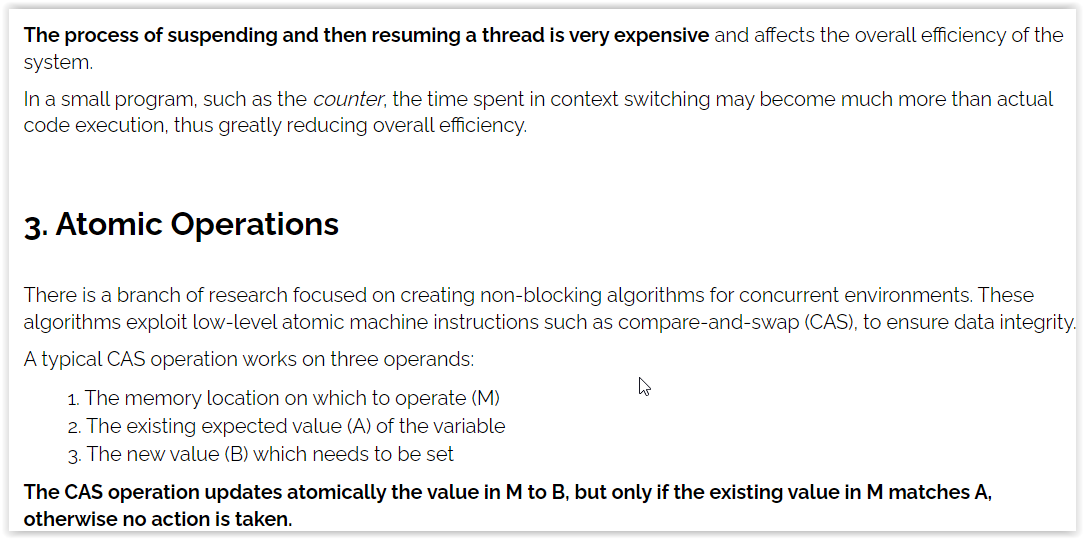 The process of suspending and then resuming a thread is very expensive and affects the overall efficiency of the
system.
In a small program, such as the counter, the time spent in context switching may become much more than actual
code execution, thus greatly reducing overall efficiency.
3. Atomic Operations
There is a branch of research focused on creating non-blocking algorithms for concurrent environments. These
algorithms exploit low-level atomic machine instructions such as compare-and-swap (CAS), to ensure data integrity.
A typical CAS operation works on three operands:
1. The memory location on which to operate (M)
2. The existing expected value (A) of the variable
3. The new value (B) which needs to be set
The CAS operation updates atomically the value in M to B, but only if the existing value in M matches A,
otherwise no action is taken.